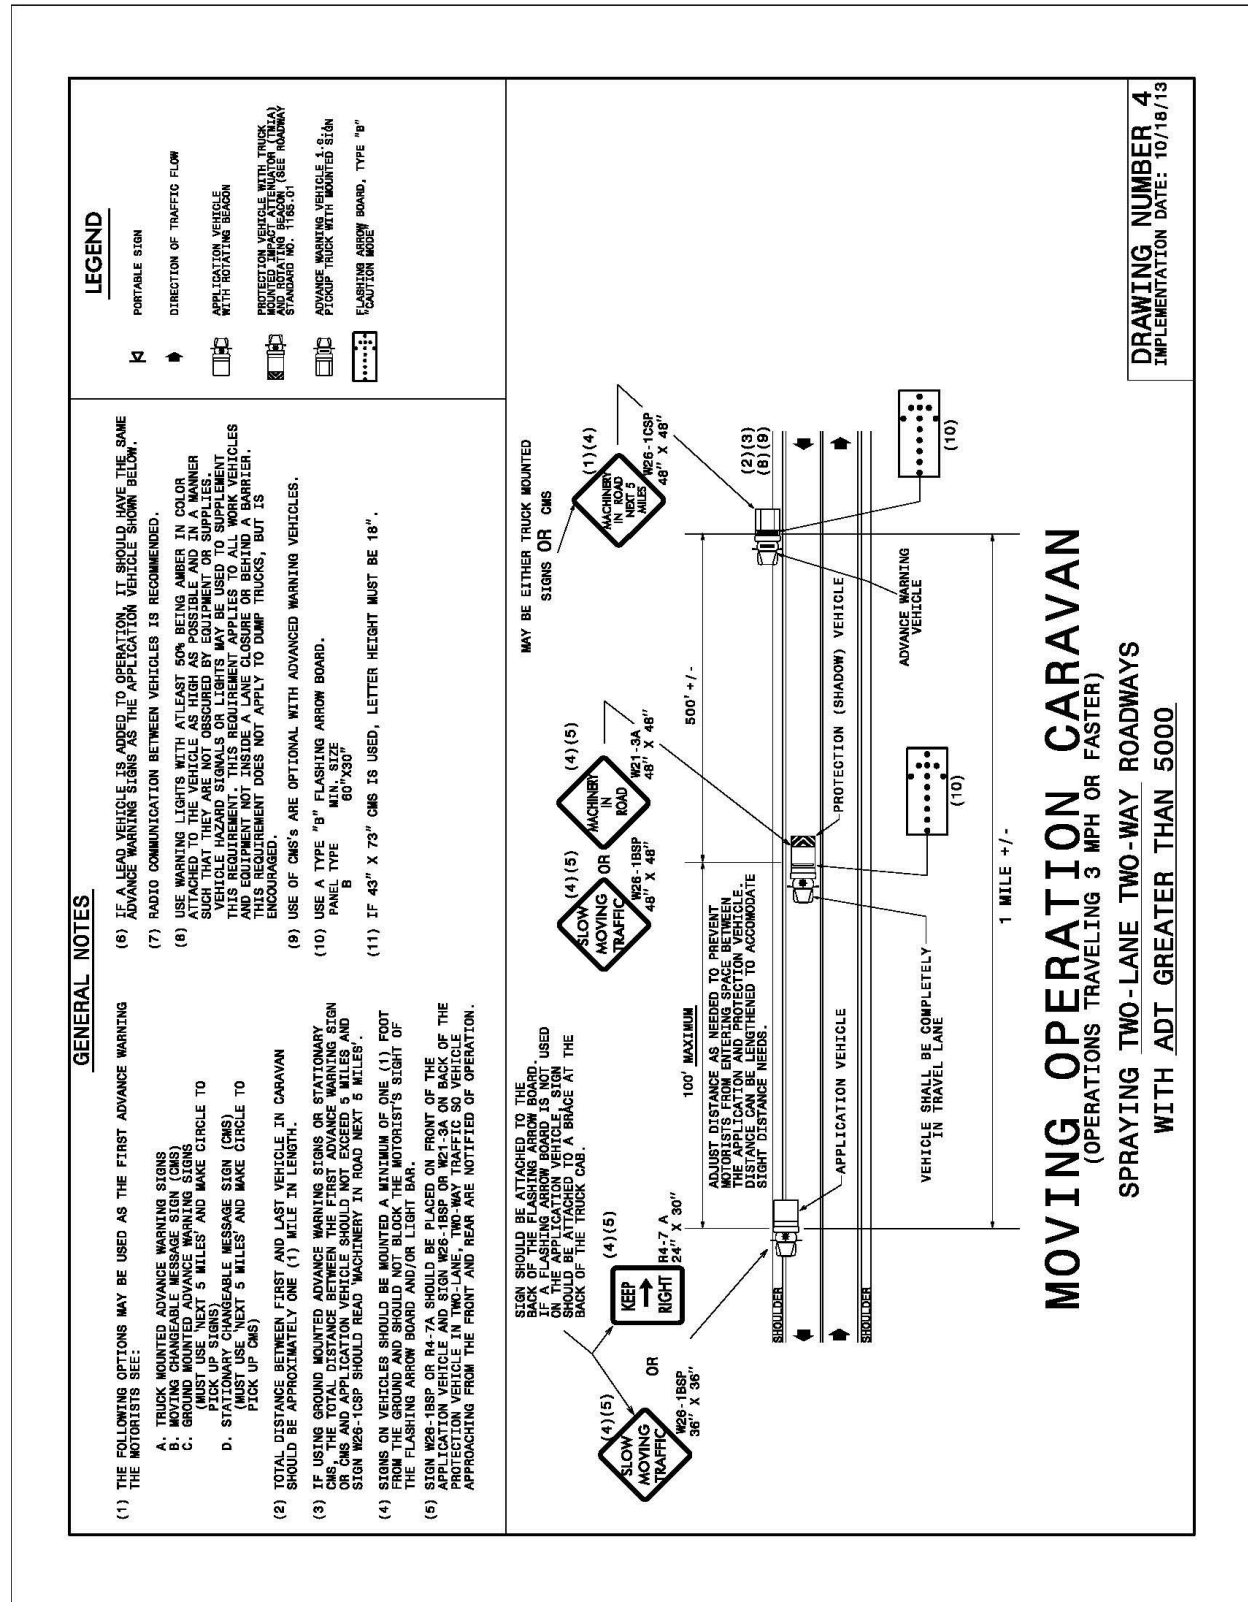 GENERAL NOTES
(1) THE FOLLOWING OPTIONS MAY BE USED AS THE FIRST ADVANCE WARNING
THE MOTORISTS SEE:
A. TRUCK MOUNTED ADVANCE WARNING SIGNS
B. MOVING CHANGEABLE MESSAGE SIGN (CMS)
C. GROUND MOUNTED ADVANCE WARNING SIGNS
(MUST USE 'NEXT 5 MILES' AND MAKE CIRCLE TO
PICK UP SIGNS)
D. STATIONARY CHANGEABLE MESSAGE SIGN (CMS)
(MUST USE 'NEXT 5 MILES' AND MAKE CIRCLE TO
PICK UP CMS)
(2) TOTAL DISTANCE BETWEEN FIRST AND LAST VEHICLE IN CARAVAN
SHOULD BE APPROXIMATELY ONE (1) MILE IN LENGTH.
(3) IF USING GROUND MOUNTED ADVANCE WARNING SIGNS OR STATIONARY
CMS, THE TOTAL DISTANCE BETWEEN THE FIRST ADVANCE WARNING SIGN
OR CMS AND APPLICATION VEHICLE SHOULD NOT EXCEED 5 MILES AND
SIGN W26-1CSP SHOULD READ 'MACHINERY IN ROAD NEXT 5 MILES'.
(4) SIGNS ON VEHICLES SHOULD BE MOUNTED A MINIMUM OF ONE (1) FOOT
FROM THE GROUND AND SHOULD NOT BLOCK THE MOTORIST'S SIGHT OF
THE FLASHING ARROW BOARD AND/OR LIGHT BAR.
(5) SIGN W26-1BSP OR R4-7A SHOULD BE PLACED ON FRONT OF THE
APPLICATION VEHICLE AND SIGN W26-1BSP OR W21-3A ON BACK OF THE
PROTECTION VEHICLE IN TWO-LANE, TWO-WAY TRAFFIC SO VEHICLE
APPROACHING FROM THE FRONT AND REAR ARE NOTIFIED OF OPERATION.
(6) IF A LEAD VEHICLE IS ADDED TO OPERATION, IT SHOULD HAVE THE SAME
ADVANCE WARNING SIGNS AS THE APPLICATION VEHICLE SHOWN BELOW.
(7) RADIO COMMUNICATION BETWEEN VEHICLES IS RECOMMENDED.
(8) USE WARNING LIGHTS WITH ATLEAST 50% BEING AMBER IN COLOR
ATTACHED TO THE VEHICLE AS HIGH AS POSSIBLE AND IN A MANNER
SUCH THAT THEY ARE NOT OBSCURED BY EQUIPMENT OR SUPPLIES.
VEHICLE HAZARD SIGNALS OR LIGHTS MAY BE USED TO SUPPLEMENT
THIS REQUIREMENT. THIS REQUIREMENT APPLIES TO ALL WORK VEHICLES
AND EQUIPMENT NOT INSIDE A LANE CLOSURE OR BEHIND A BARRIER.
THIS REQUIREMENT DOES NOT APPLY TO DUMP TRUCKS, BUT IS
ENCOURAGED.
(9) USE OF CMS's ARE OPTIONAL WITH ADVANCED WARNING VEHICLES.
(10) USE A TYPE "B" FLASHING ARROW BOARD.
PANEL TYPE MIN. SIZE
B 60"X30"
(11) IF 43" X 73" CMS IS USED, LETTER HEIGHT MUST BE 18".
LEGEND
PORTABLE SIGN
DIRECTION OF TRAFFIC FLOW
APPLICATION VEHICLE
WITH ROTATING BEACON
PROTECTION VEHICLE WITH TRUCK
MOUNTED IMPACT ATTENUATOR (TMIA)
AND ROTATING BEACON (SEE ROADWAY
STANDARD NO. 1165.01
ADVANCE WARNING VEHICLE i.e.,
PICKUP TRUCK WITH MOUNTED SIGN
FLASHING ARROW BOARD, TYPE "B"
"CAUTION MODE"
SIGN SHOULD BE ATTACHED TO THE
BACK OF THE FLASHING ARROW BOARD.
IF A FLASHING ARROW BOARD IS NOT USED
ON THE APPLICATION VEHICLE, SIGN
SHOULD BE ATTACHED TO A BRACE AT THE
BACK OF THE TRUCK CAB.
MAY BE EITHER TRUCK MOUNTED
SIGNS OR CMS
(4)(5)
SLOW
MOVING
TRAFFIC
W26-1BSP
36" X 36"
OR
(4)(5)
KEEP
RIGHT
R4-7 A
24" X 30"
(4)(5)
SLOW
MOVING
TRAFFIC
W26-1BSP
48" X 48"
OR
(4)(5)
MACHINERY
IN
ROAD
W21-3A
48" X 48"
(1)(4)
MACHINERY
IN ROAD
NEXT 5
MILES
W26-1CSP
48" X 48"
100' MAXIMUM
ADJUST DISTANCE AS NEEDED TO PREVENT
MOTORISTS FROM ENTERING SPACE BETWEEN
THE APPLICATION AND PROTECTION VEHICLE.
DISTANCE CAN BE LENGTHENED TO ACCOMODATE
SIGHT DISTANCE NEEDS.
500' +/-
(2)(3)
(8)(9)
SHOULDER
SHOULDER
APPLICATION VEHICLE
VEHICLE SHALL BE COMPLETELY
IN TRAVEL LANE
PROTECTION (SHADOW) VEHICLE
(10)
ADVANCE WARNING
VEHICLE
(10)
1 MILE +/-
MOVING OPERATION CARAVAN
(OPERATIONS TRAVELING 3 MPH OR FASTER)
SPRAYING TWO-LANE TWO-WAY ROADWAYS
WITH ADT GREATER THAN 5000
DRAWING NUMBER 4
IMPLEMENTATION DATE: 10/18/13